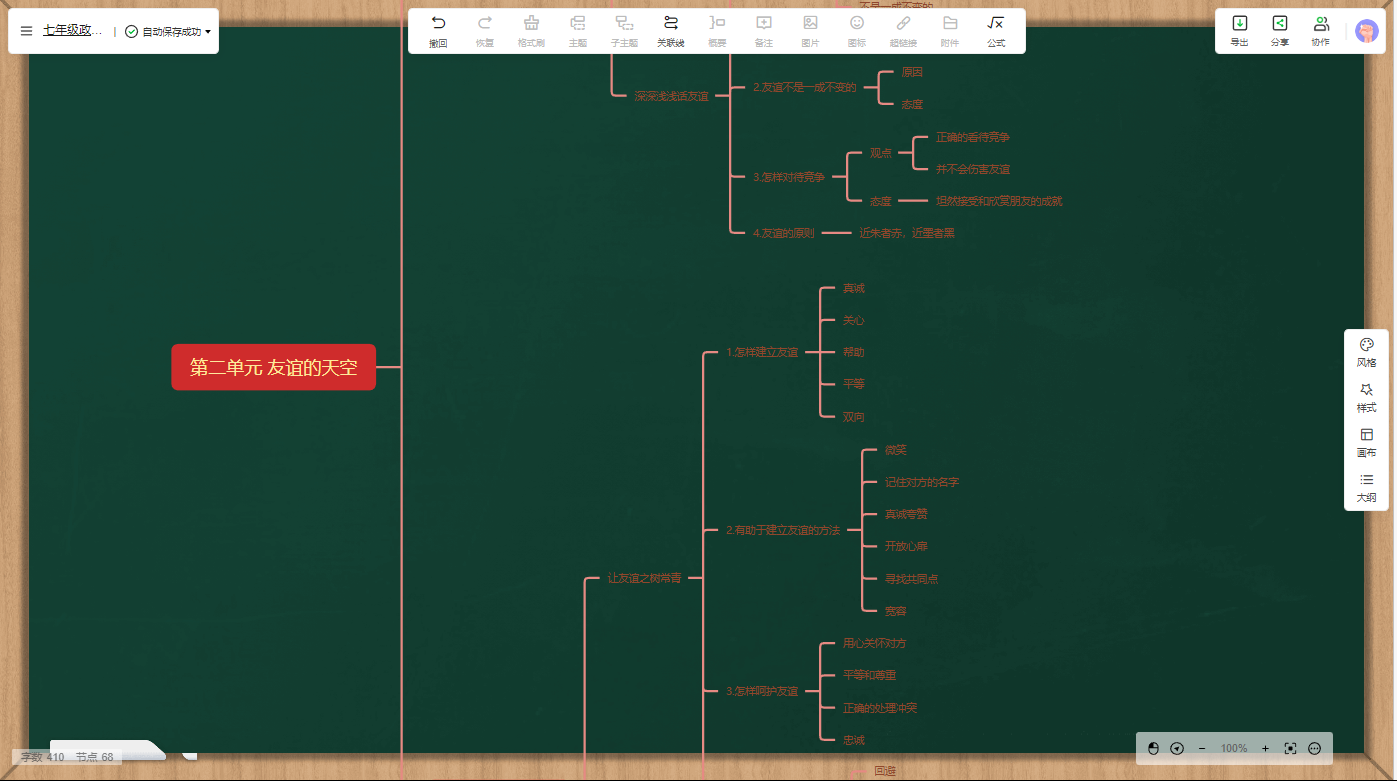 不是一成不变的
七年级政... | 自动保存成功
撤回 恢复 格式刷 主题 子主题 关联线 概要 备注 图片 图标 超链接 附件 公式
导出 分享 协作
深深浅浅话友谊
2.友谊不是一成不变的
原因
态度
3.怎样对待竞争
观点
正确的看待竞争
并不会伤害友谊
态度
坦然接受和欣赏朋友的成就
4.友谊的原则
近朱者赤，近墨者黑
第二单元 友谊的天空
让友谊之树常青
1.怎样建立友谊
真诚
关心
帮助
平等
双向
2.有助于建立友谊的方法
微笑
记住对方的名字
真诚夸赞
开放心扉
寻找共同点
宽容
3.怎样呵护友谊
用心关怀对方
平等和尊重
正确的处理冲突
忠诚
回避
风格
样式
画布
大纲
字数 410 节点 68
100%